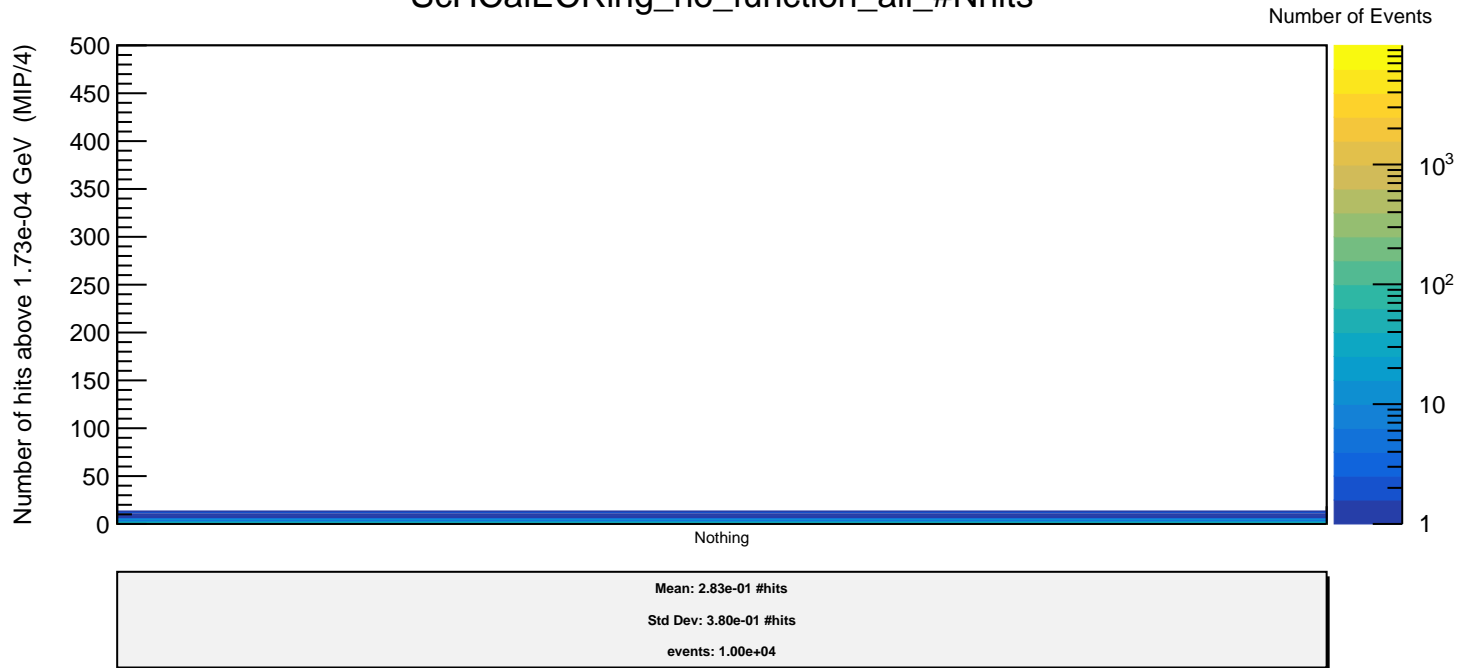 Number of Events
Number of hits above 1.73e-04 GeV (MIP/4)
500
450
400
350
300
250
200
150
100
50
0
Nothing
10³
10²
10
1
Mean: 2.83e-01 #hits
Std Dev: 3.80e-01 #hits
events: 1.00e+04